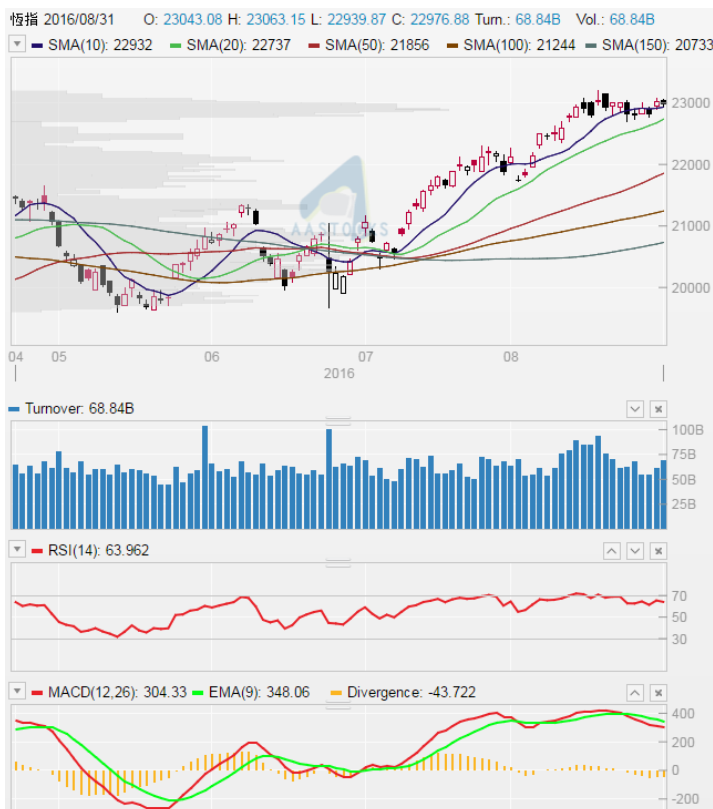 恆指 2016/08/31 O: 23043.08 H: 23063.15 L: 22939.87 C: 22976.88 Turn.: 68.84B Vol.: 68.84B
SMA(10): 22932 SMA(20): 22737 SMA(50): 21856 SMA(100): 21244 SMA(150): 20733
23000
22000
AASTOCKS
21000
20000
04 05 06 07 08
2016
Turnover: 68.84B
100B
75B
50B
25B
RSI(14): 63.962
70
50
30
MACD(12,26): 304.33 EMA(9): 348.06 Divergence: -43.722
400
200
0
-200